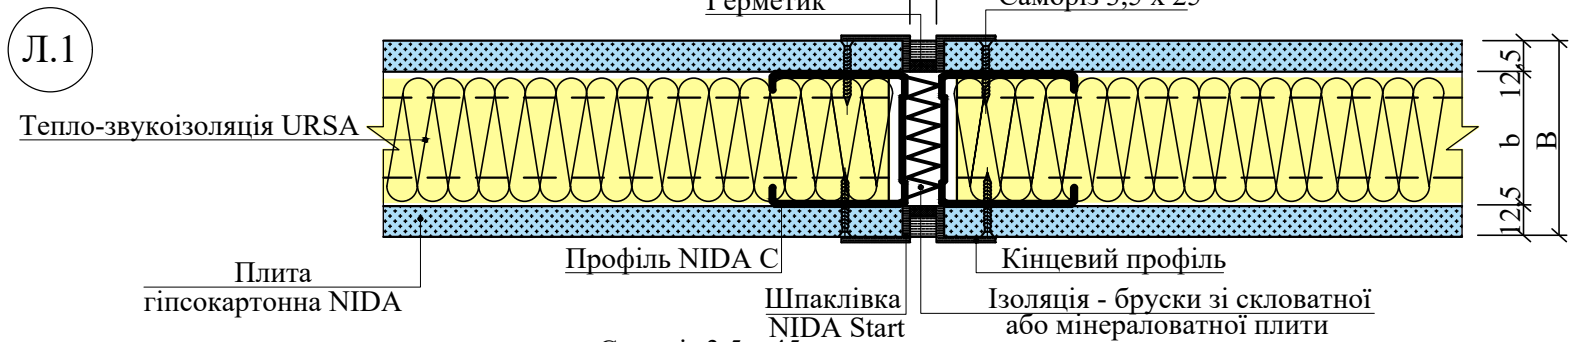 Герметик
Саморіз 3,5 x 25
Л.1
12,5
b
12,5
B
Тепло-звукоізоляція URSA
Плита
гіпсокартонна NIDA
Профіль NIDA C
Шпаклівка
NIDA Start
Кінцевий профіль
Ізоляція - бруски зі скловатної
або мінераловатної плити